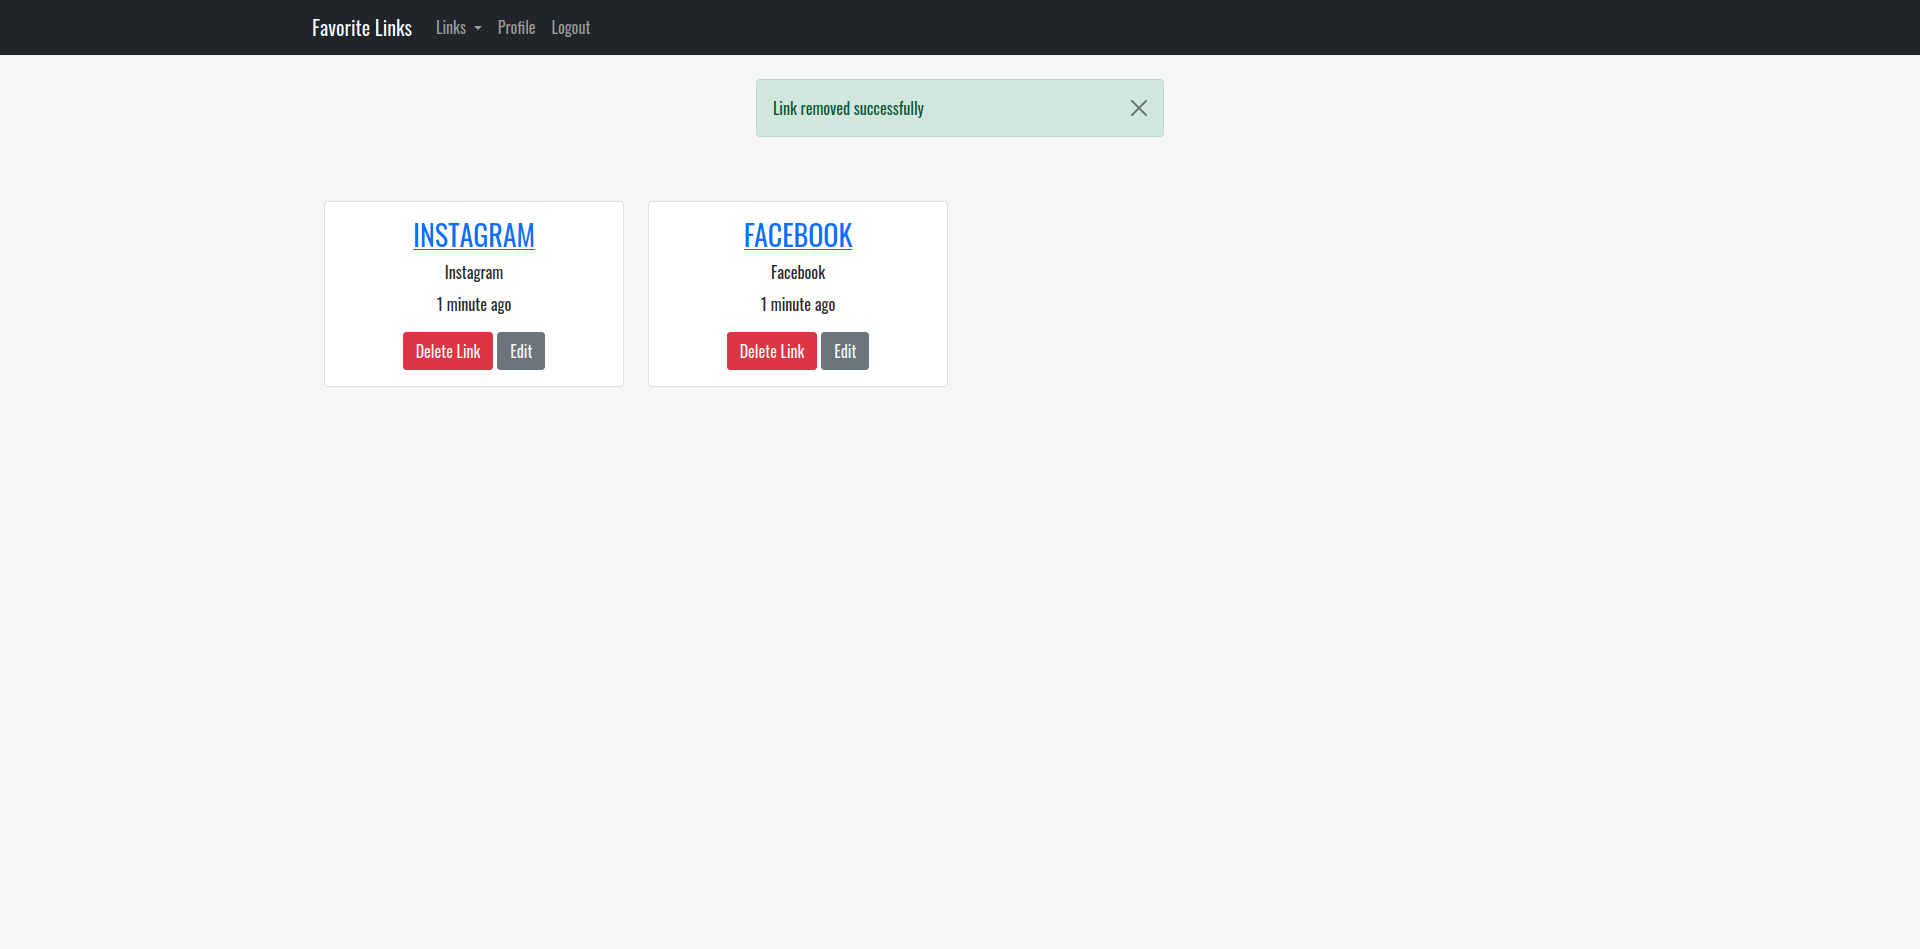 Favorite Links Links Profile Logout
Link removed successfully
INSTAGRAM
Instagram
1 minute ago
Delete Link Edit
FACEBOOK
Facebook
1 minute ago
Delete Link Edit